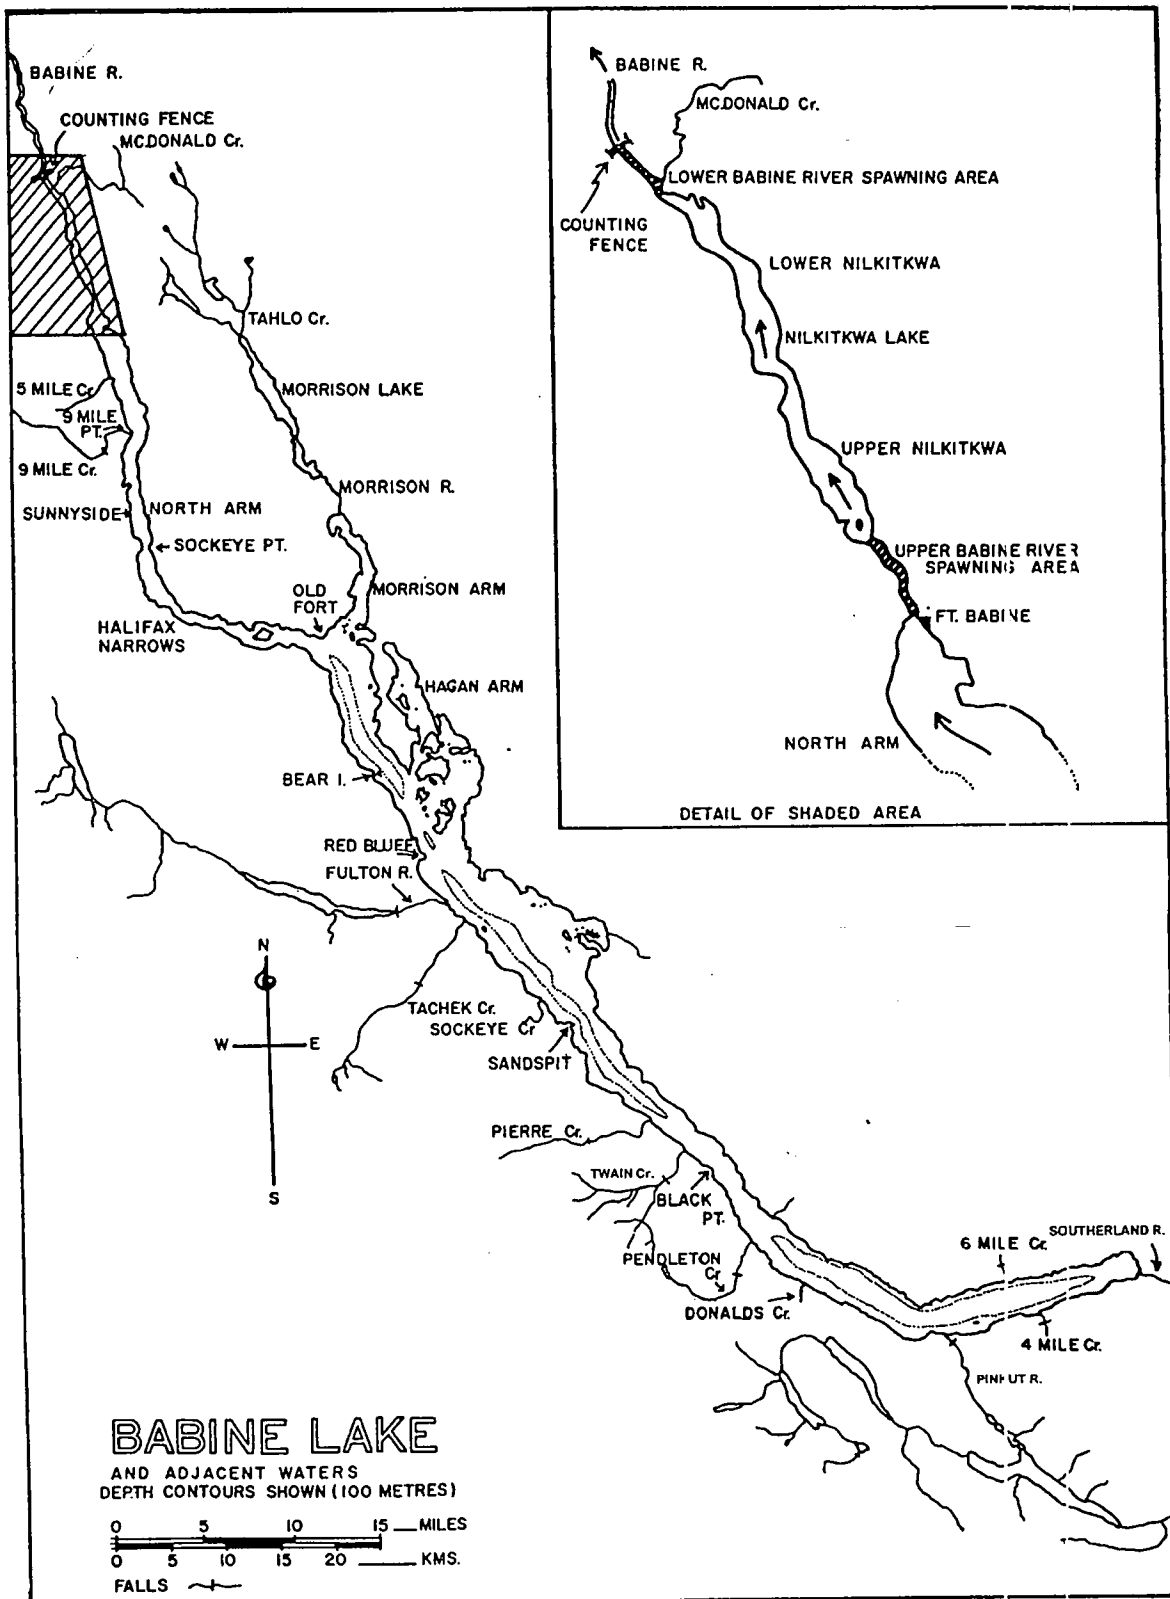 BABINE R.
COUNTING FENCE
MCDONALD Cr.
TAHLO Cr.
5 MILE Cr.
MORRISON LAKE
9 MILE
PT.
9 MILE Cr.
MORRISON R.
SUNNYSIDE
NORTH ARM
SOCKEYE PT.
OLD
FORT
MORRISON ARM
HALIFAX
NARROWS
HAGAN ARM
BEAR I.
RED BLUFF
FULTON R.
N
W
E
S
TACHEK Cr.
SOCKEYE Cr
SANDSPIT
PIERRE Cr.
TWAIN Cr.
BLACK
PT.
PENDLETON
Cr
DONALDS Cr.
6 MILE Cr.
SOUTHERLAND R.
4 MILE Cr.
PINKUT R.
BABINE R.
MCDONALD Cr.
LOWER BABINE RIVER SPAWNING AREA
COUNTING
FENCE
LOWER NILKITKWA
NILKITKWA LAKE
UPPER NILKITKWA
UPPER BABINE RIVER
SPAWNING AREA
FT. BABINE
NORTH ARM
DETAIL OF SHADED AREA
BABINE LAKE
AND ADJACENT WATERS
DEPTH CONTOURS SHOWN (100 METRES)
0 5 10 15 MILES
0 5 10 15 20 KMS.
FALLS